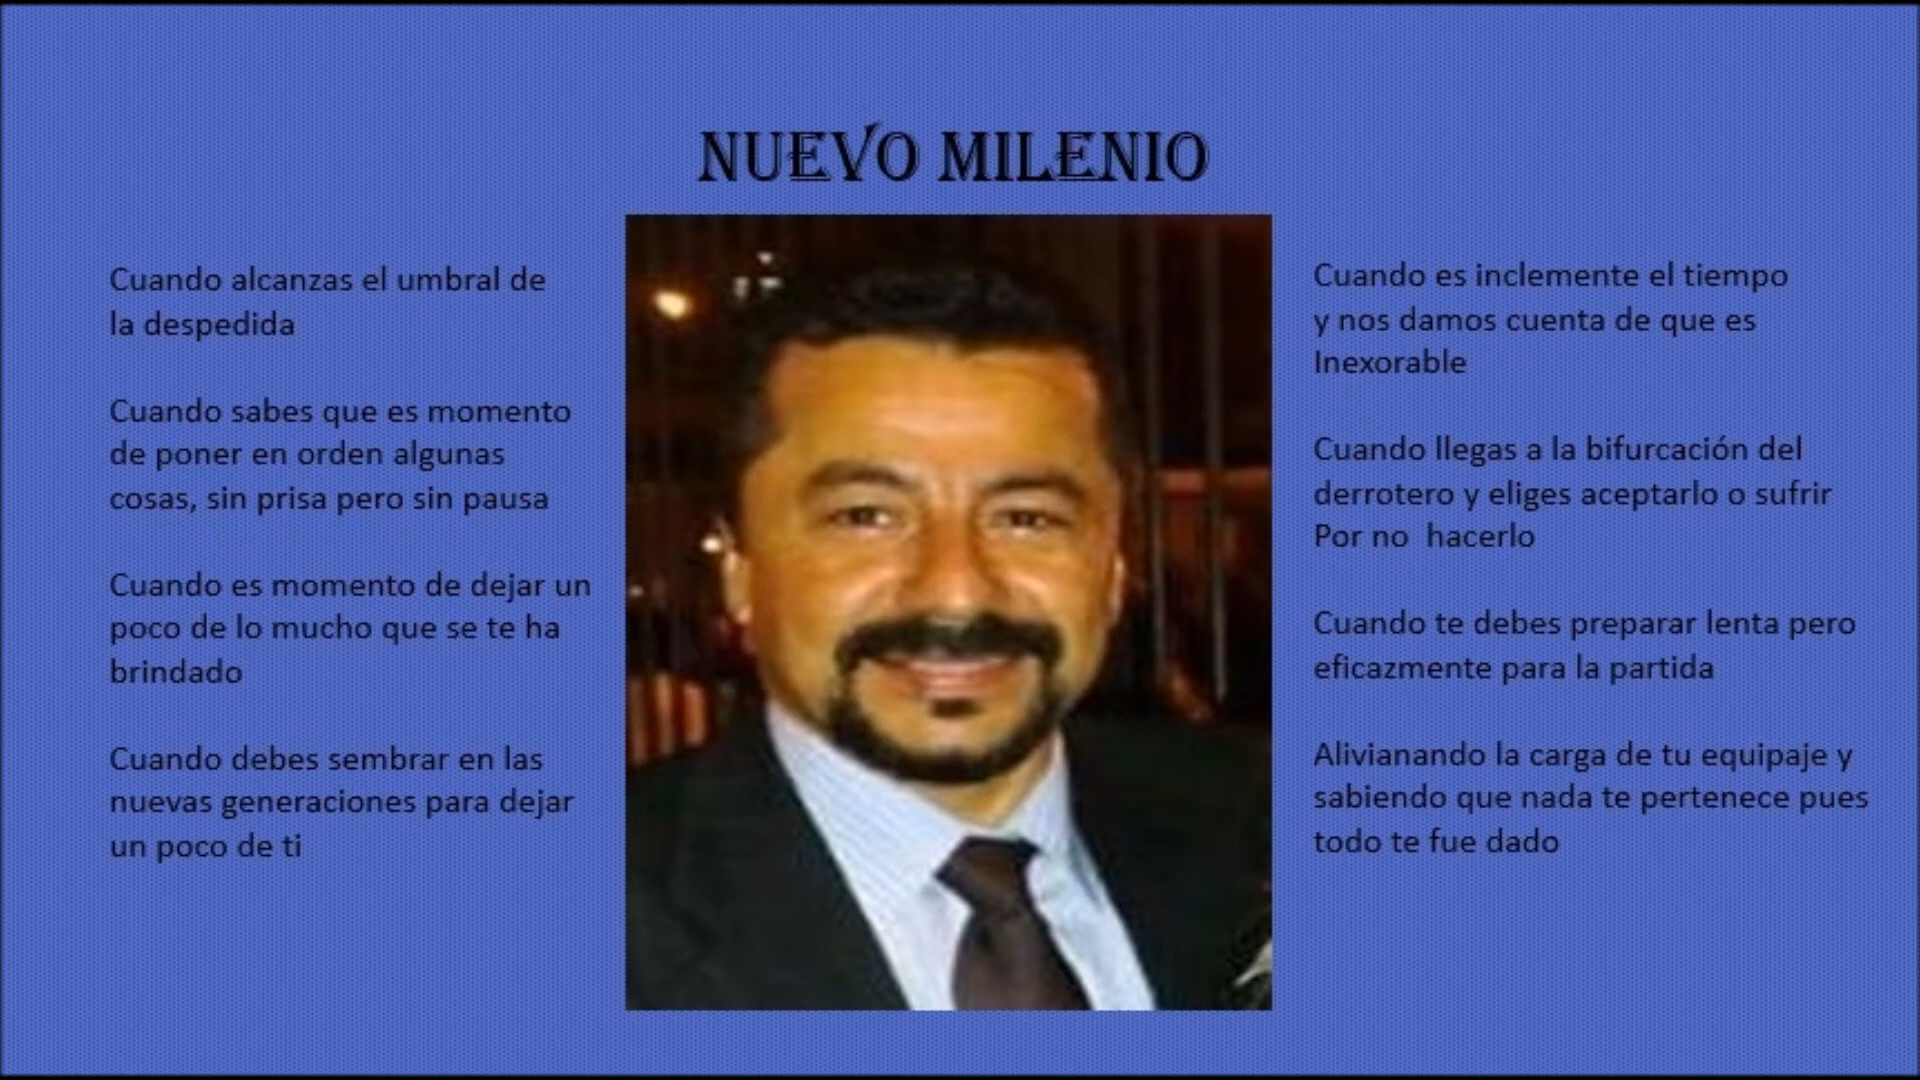 NUEVO MILENIO
Cuando alcanzas el umbral de
la despedida
Cuando sabes que es momento
de poner en orden algunas
cosas, sin prisa pero sin pausa
Cuando es momento de dejar un
poco de lo mucho que se te ha
brindado
Cuando debes sembrar en las
nuevas generaciones para dejar
un poco de ti
Cuando es inclemente el tiempo
y nos damos cuenta de que es
Inexorable
Cuando llegas a la bifurcación del
derrotero y eliges aceptarlo o sufrir
Por no  hacerlo
Cuando te debes preparar lenta pero
eficazmente para la partida
Alivianando la carga de tu equipaje y
sabiendo que nada te pertenece pues
todo te fue dado